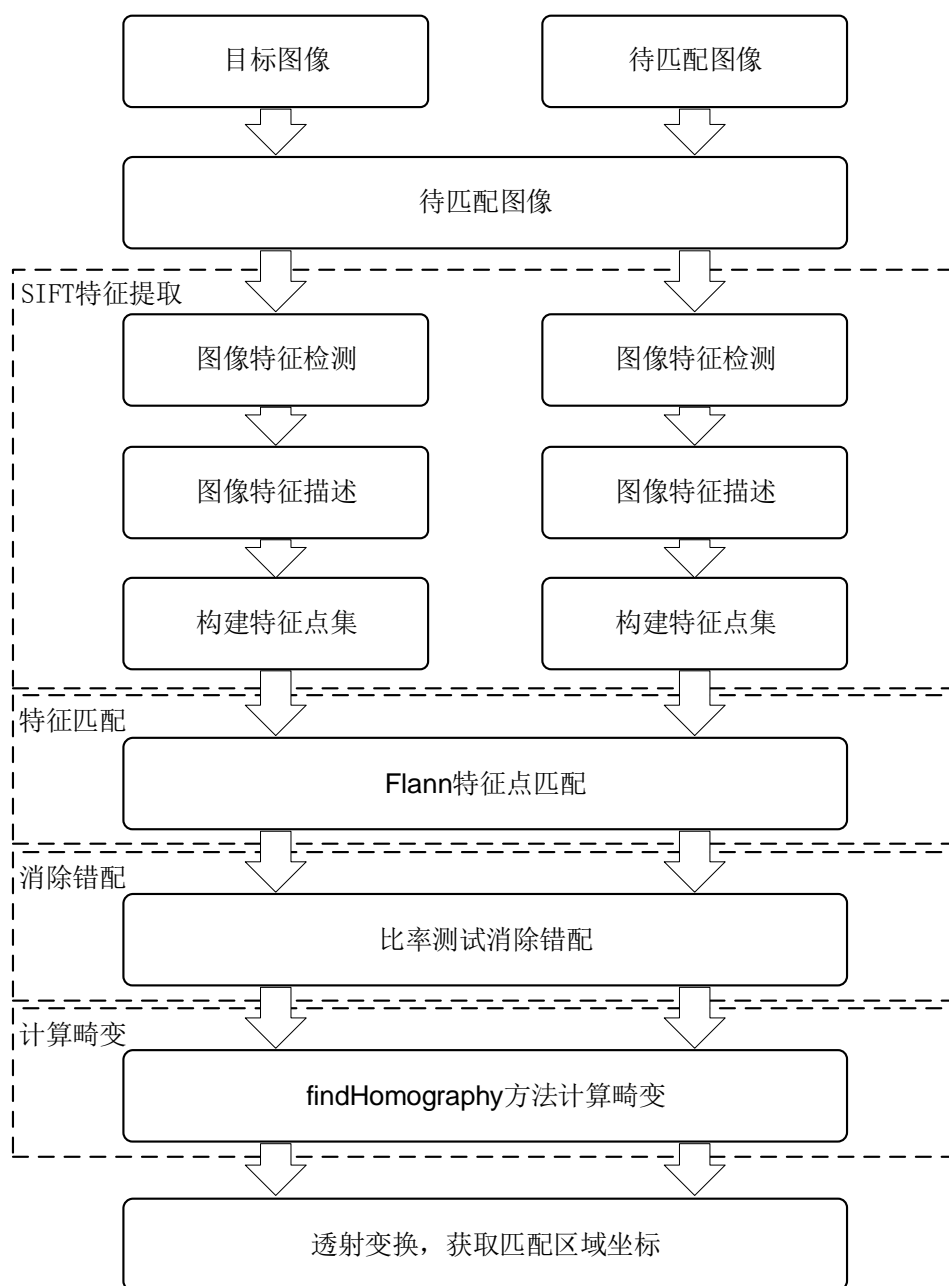 目标图像
待匹配图像
待匹配图像
SIFT特征提取
图像特征检测
图像特征检测
图像特征描述
图像特征描述
构建特征点集
构建特征点集
特征匹配
Flann特征点匹配
消除错配
比率测试消除错配
计算畸变
findHomography方法计算畸变
透射变换，获取匹配区域坐标